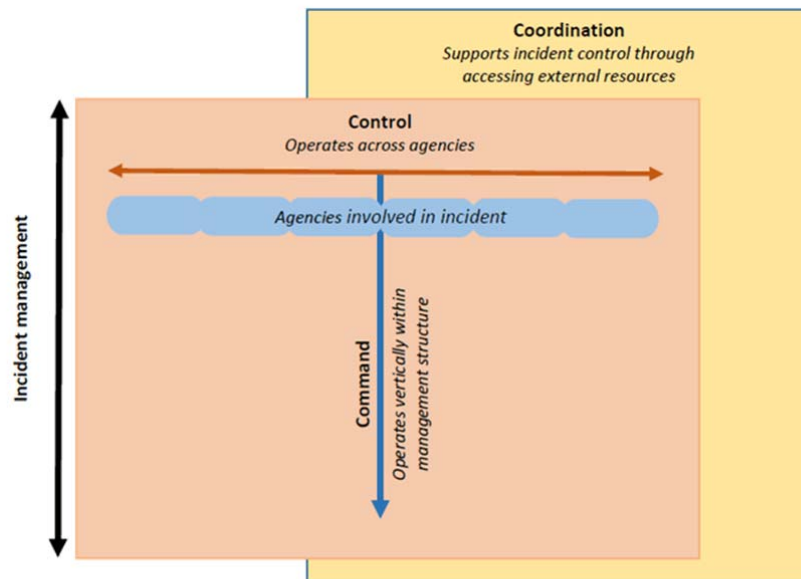 Coordination
Supports incident control through
accessing external resources
Control
Operates across agencies
Agencies involved in incident
Incident management
Command
Operates vertically within
management structure